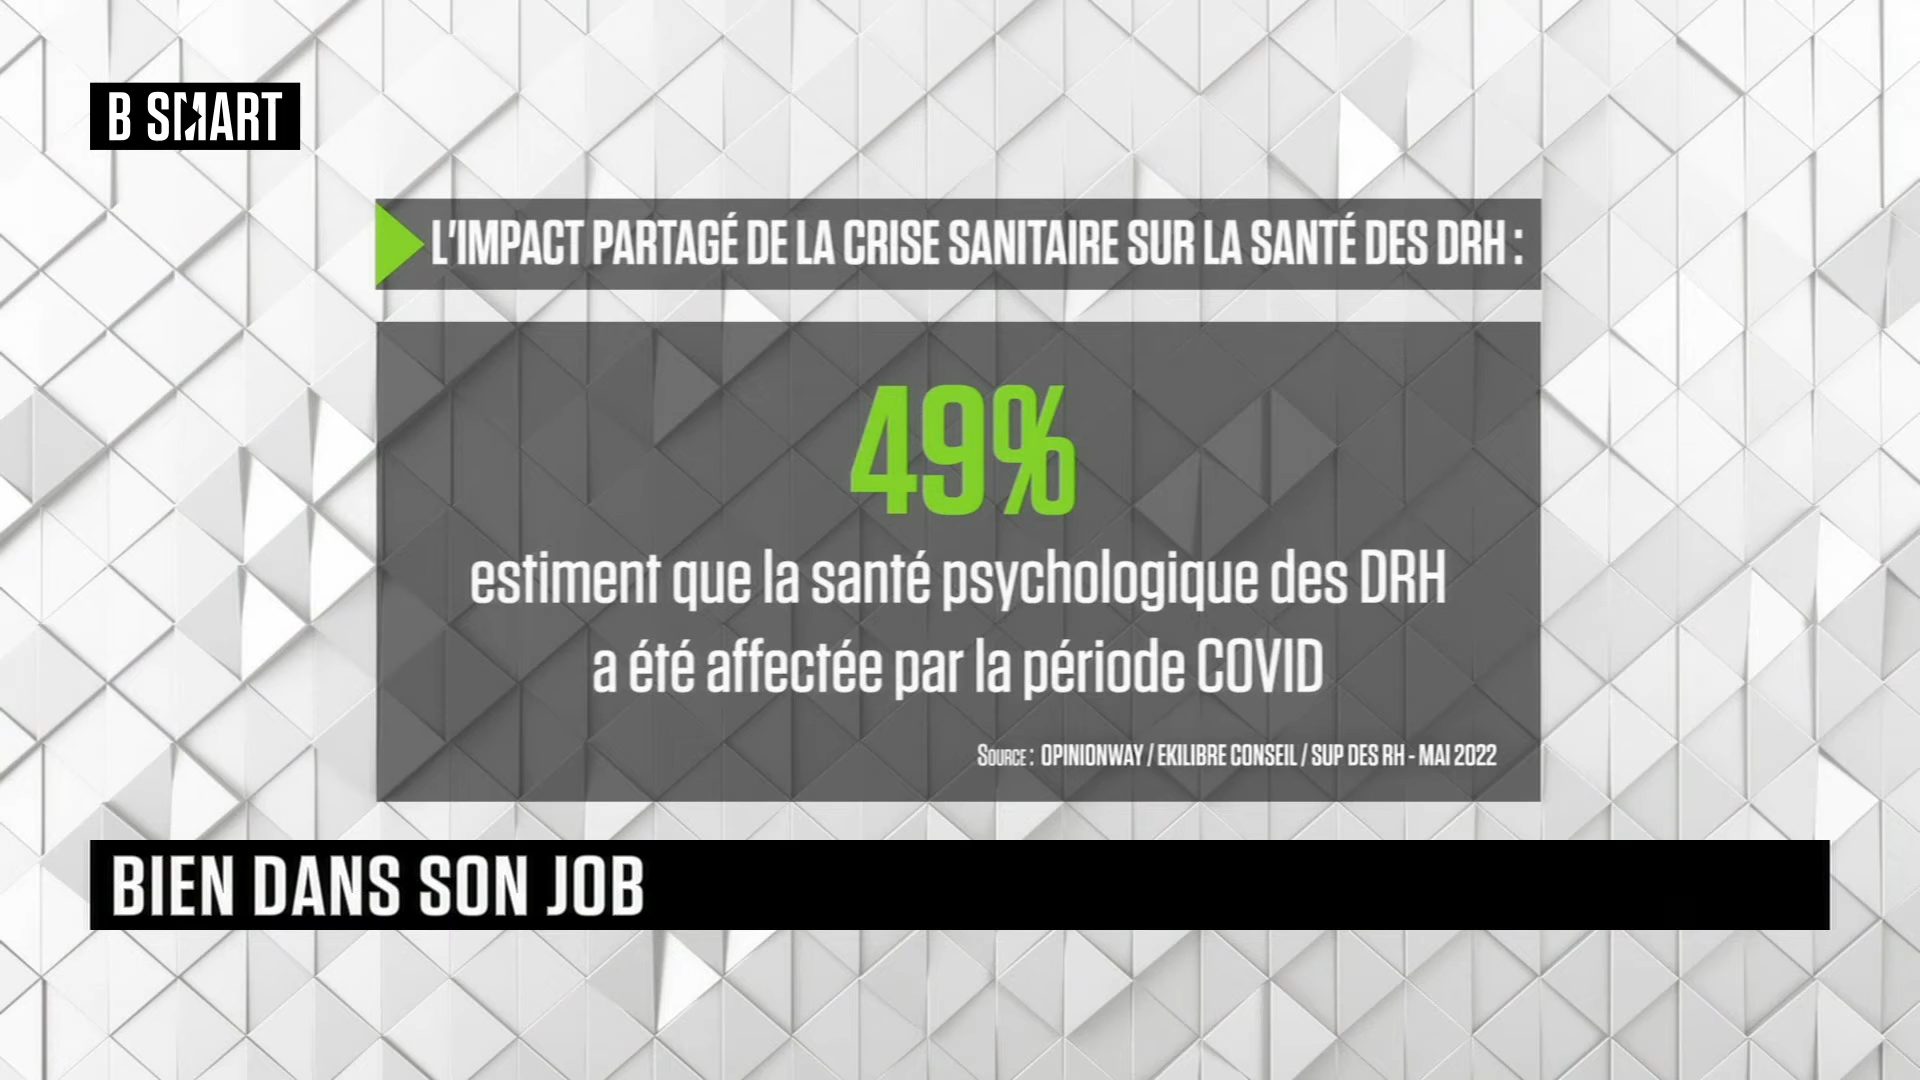 B SMART
L'IMPACT PARTAGÉ DE LA CRISE SANITAIRE SUR LA SANTÉ DES DRH :
49%
estiment que la santé psychologique des DRH
a été affectée par la période COVID
SOURCE : OPINIONWAY / EKILIBRE CONSEIL / SUP DES RH - MAI 2022
BIEN DANS SON JOB